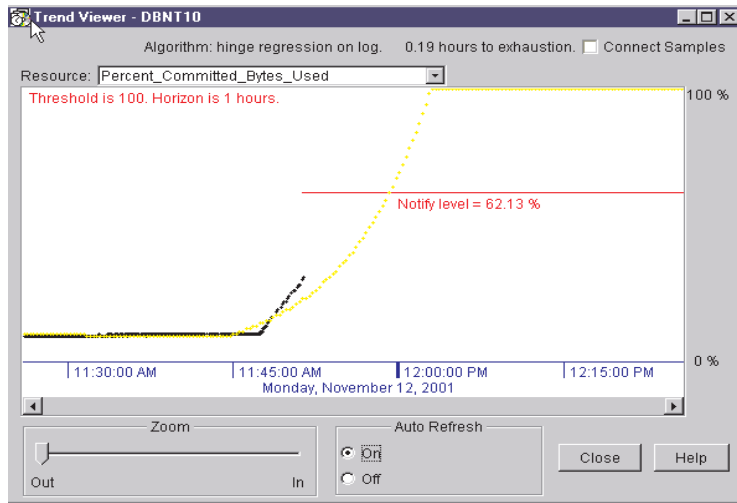 Trend Viewer - DBNT10
Algorithm: hinge regression on log. 0.19 hours to exhaustion. Connect Samples
Resource: Percent_Committed_Bytes_Used
Threshold is 100. Horizon is 1 hours.
100 %
Notify level = 62.13 %
0 %
11:30:00 AM 11:45:00 AM 12:00:00 PM 12:15:00 PM
Monday, November 12, 2001
Zoom
Out In
Auto Refresh
On
Off
Close Help